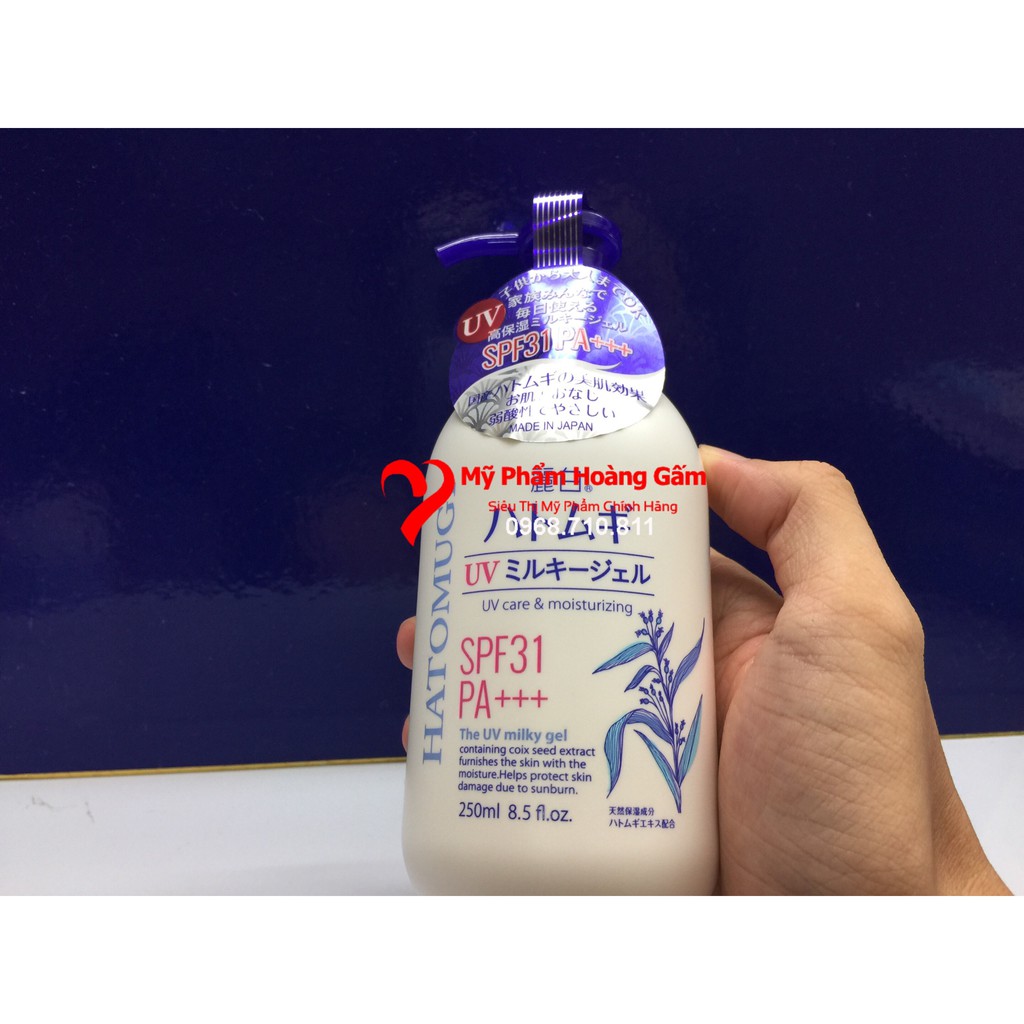 子供から大人までOK
家族みんなで
毎日使える
高保湿ミルキージェル
UV
SPF31 PA+++
ハトムギの美肌効果
弱酸性でやさしい
MADE IN JAPAN
Mỹ Phẩm Hoàng Gấm
Siêu Thị Mỹ Phẩm Chính Hãng
0968.710.811
麗白®
ハトムギ
HATOMUGI
UV ミルキージェル
UV care & moisturizing
SPF31
PA+++
The UV milky gel
containing coix seed extract
furnishes the skin with the
moisture.Helps protect skin
damage due to sunburn.
250ml 8.5 fl.oz.
天然保湿成分
ハトムギエキス配合